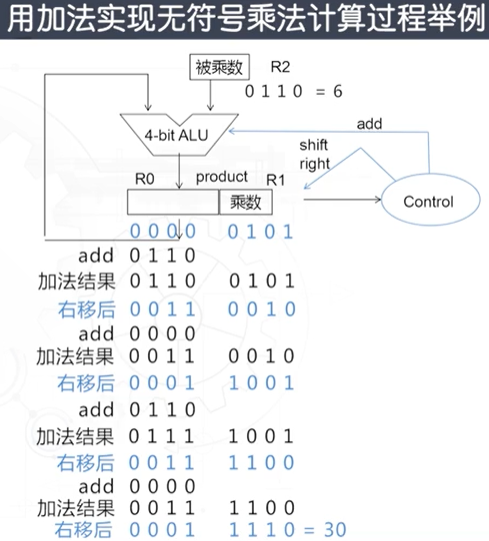 用加法实现无符号乘法计算过程举例
被乘数 R2
0 1 1 0 = 6
4-bit ALU
add
shift
right
R0 product R1
乘数
Control
0 0 0 0 0 1 0 1
add 0 1 1 0
加法结果 0 1 1 0 0 1 0 1
右移后 0 0 1 1 0 0 1 0
add 0 0 0 0
加法结果 0 0 1 1 0 0 1 0
右移后 0 0 0 1 1 0 0 1
add 0 1 1 0
加法结果 0 1 1 1 1 0 0 1
右移后 0 0 1 1 1 1 0 0
add 0 0 0 0
加法结果 0 0 1 1 1 1 0 0
右移后 0 0 0 1 1 1 1 0 = 30